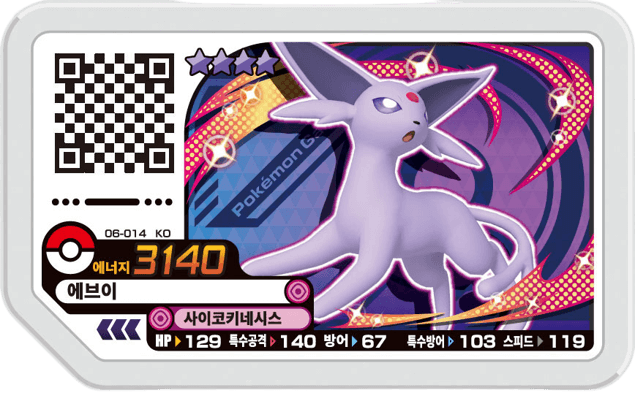 Pokémon G
06-014 KO
에너지 3140
에브이
사이코키네시스
HP 129 특수공격 140 방어 67 특수방어 103 스피드 119